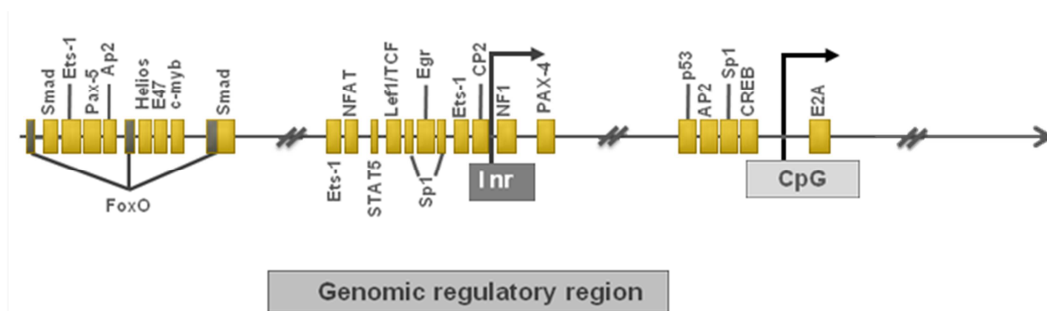 Smad
Ets-1
Pax-5
Ap2
Helios
E47
c-myb
Smad
FoxO
Ets-1
NFAT
STAT5
Lef1/TCF
Sp1
Egr
Ets-1
CP2
NF1
Inr
PAX-4
p53
AP2
Sp1
CREB
CpG
E2A
Genomic regulatory region